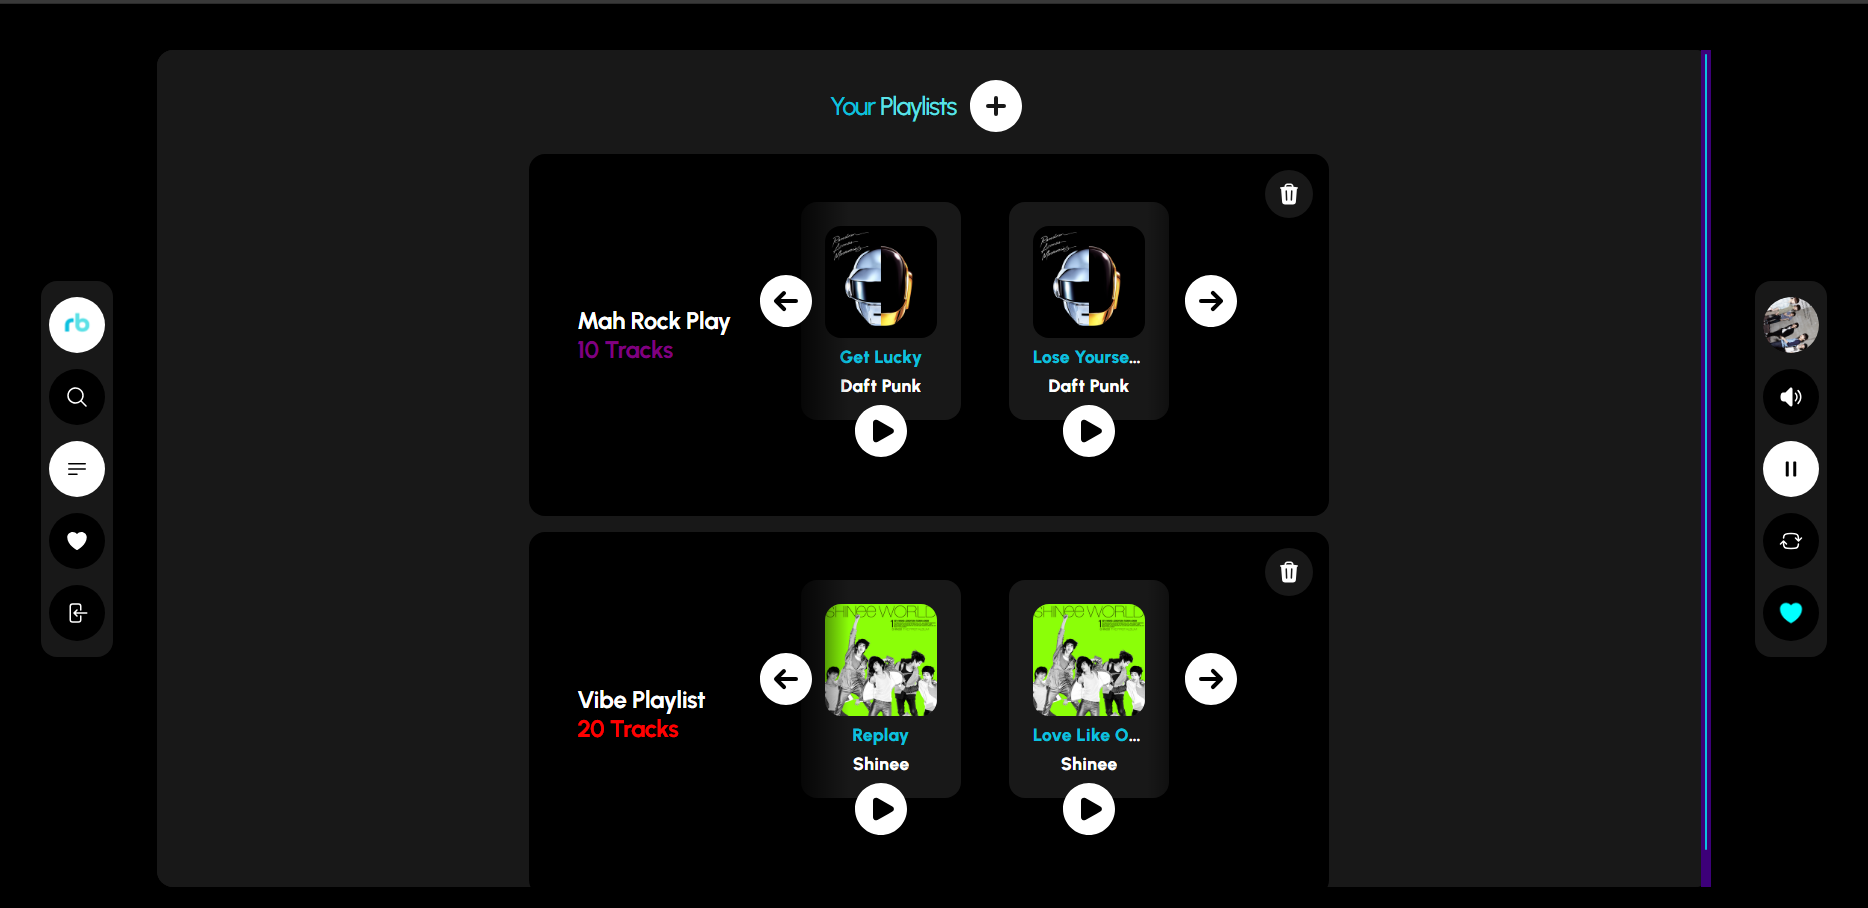 Your Playlists
rb
Mah Rock Play
10 Tracks
Get Lucky
Daft Punk
Lose Yourse...
Daft Punk
Vibe Playlist
20 Tracks
SHINee WORLD
Replay
Shinee
SHINee WORLD
Love Like O...
Shinee